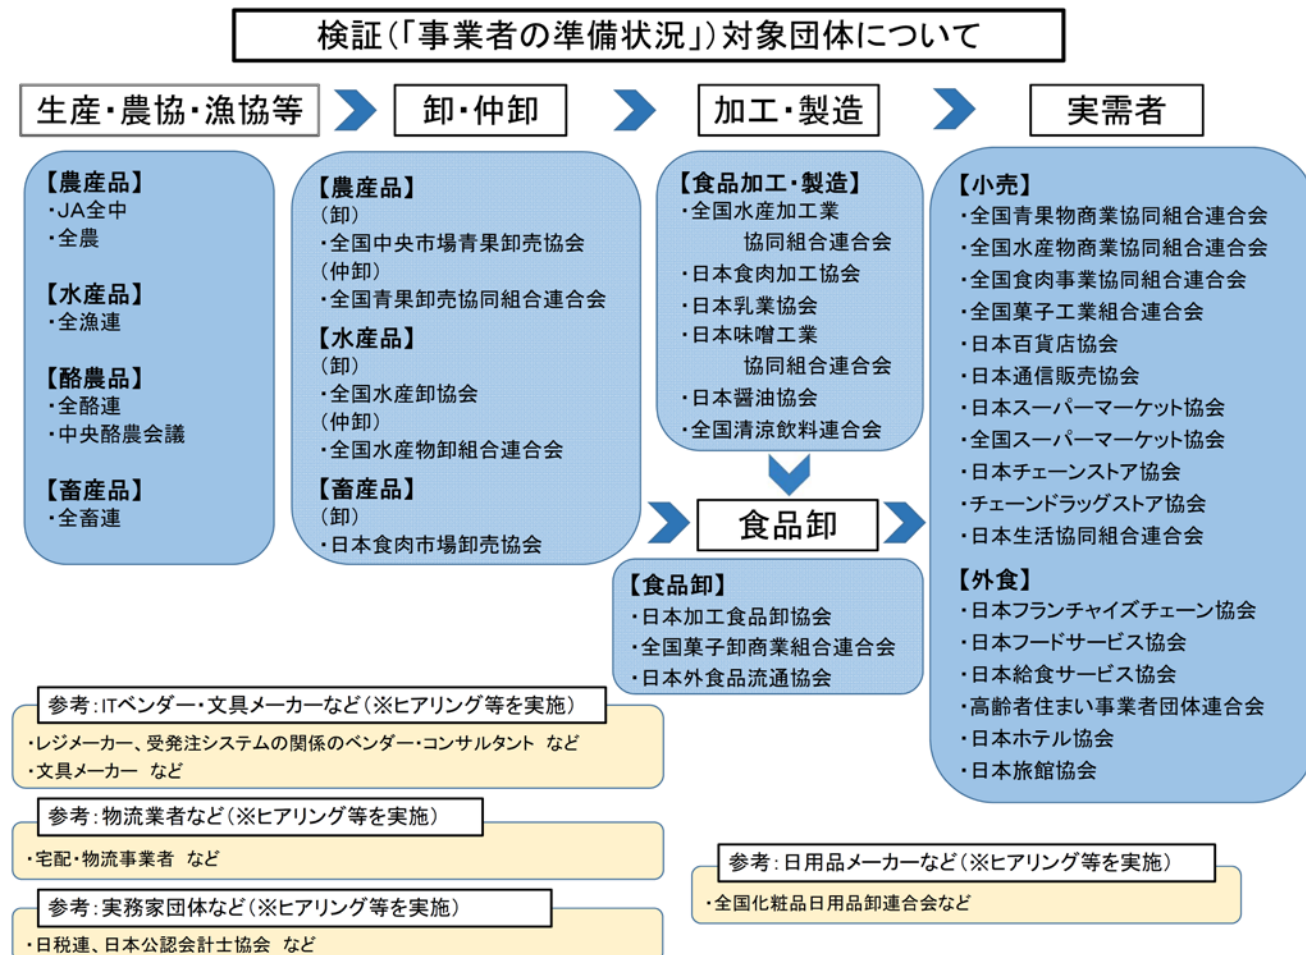 検証(「事業者の準備状況」)対象団体について
生産・農協・漁協等
【農産品】
・JA全中
・全農
【水産品】
・全漁連
【酪農品】
・全酪連
・中央酪農会議
【畜産品】
・全畜連
卸・仲卸
【農産品】
(卸)
・全国中央市場青果卸売協会
(仲卸)
・全国青果卸売協同組合連合会
【水産品】
(卸)
・全国水産卸協会
(仲卸)
・全国水産物卸組合連合会
【畜産品】
(卸)
・日本食肉市場卸売協会
加工・製造
【食品加工・製造】
・全国水産加工業
協同組合連合会
・日本食肉加工協会
・日本乳業協会
・日本味噌工業
協同組合連合会
・日本醤油協会
・全国清涼飲料連合会
食品卸
【食品卸】
・日本加工食品卸協会
・全国菓子卸商業組合連合会
・日本外食品流通協会
実需者
【小売】
・全国青果物商業協同組合連合会
・全国水産物商業協同組合連合会
・全国食肉事業協同組合連合会
・全国菓子工業組合連合会
・日本百貨店協会
・日本通信販売協会
・日本スーパーマーケット協会
・全国スーパーマーケット協会
・日本チェーンストア協会
・チェーンドラッグストア協会
・日本生活協同組合連合会
【外食】
・日本フランチャイズチェーン協会
・日本フードサービス協会
・日本給食サービス協会
・高齢者住まい事業者団体連合会
・日本ホテル協会
・日本旅館協会
参考:ITベンダー・文具メーカーなど(※ヒアリング等を実施)
・レジメーカー、受発注システムの関係のベンダー・コンサルタント など
・文具メーカー など
参考:物流業者など(※ヒアリング等を実施)
・宅配・物流事業者 など
参考:実務家団体など(※ヒアリング等を実施)
・日税連、日本公認会計士協会 など
参考:日用品メーカーなど(※ヒアリング等を実施)
・全国化粧品日用品卸連合会など